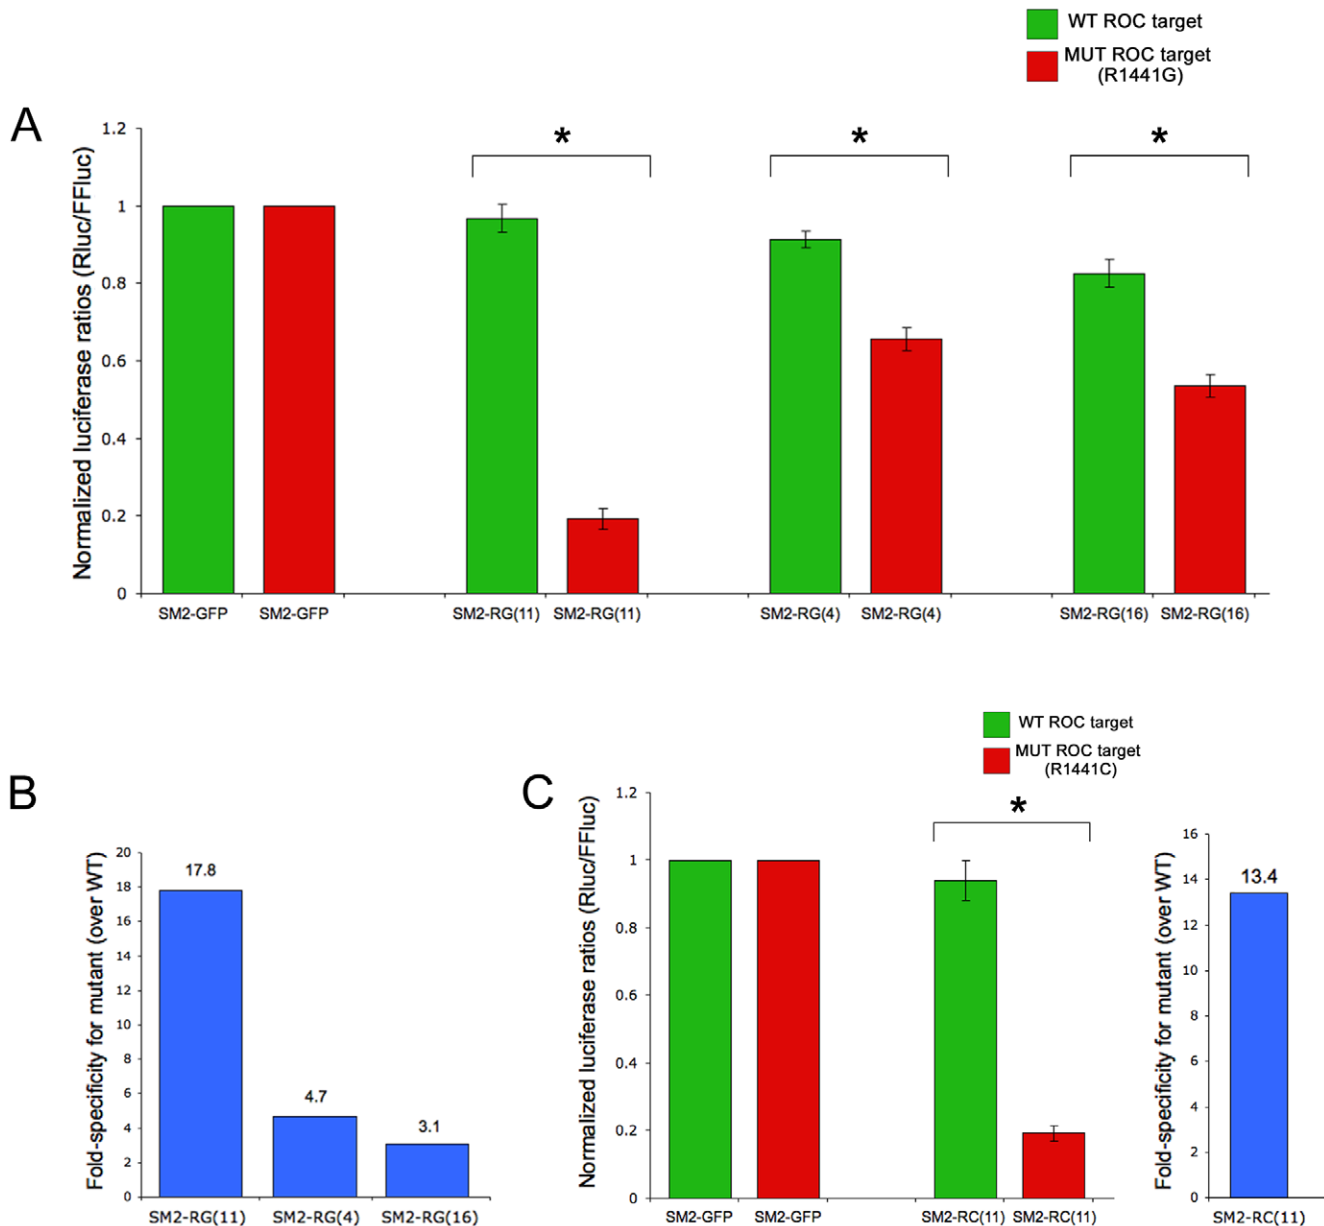 WT ROC target
MUT ROC target
(R1441G)
A
Normalized luciferase ratios (Rluc/FFluc)
1.2
1
0.8
0.6
0.4
0.2
0
*
*
*
SM2-GFP SM2-GFP SM2-RG(11) SM2-RG(11) SM2-RG(4) SM2-RG(4) SM2-RG(16) SM2-RG(16)
B
Fold-specificity for mutant (over WT)
20
18
16
14
12
10
8
6
4
2
0
17.8
4.7
3.1
SM2-RG(11) SM2-RG(4) SM2-RG(16)
C
WT ROC target
MUT ROC target
(R1441C)
Normalized luciferase ratios (Rluc/FFluc)
1.2
1
0.8
0.6
0.4
0.2
0
*
SM2-GFP SM2-GFP SM2-RC(11) SM2-RC(11)
Fold-specificity for mutant (over WT)
16
14
12
10
8
6
4
2
0
13.4
SM2-RC(11)